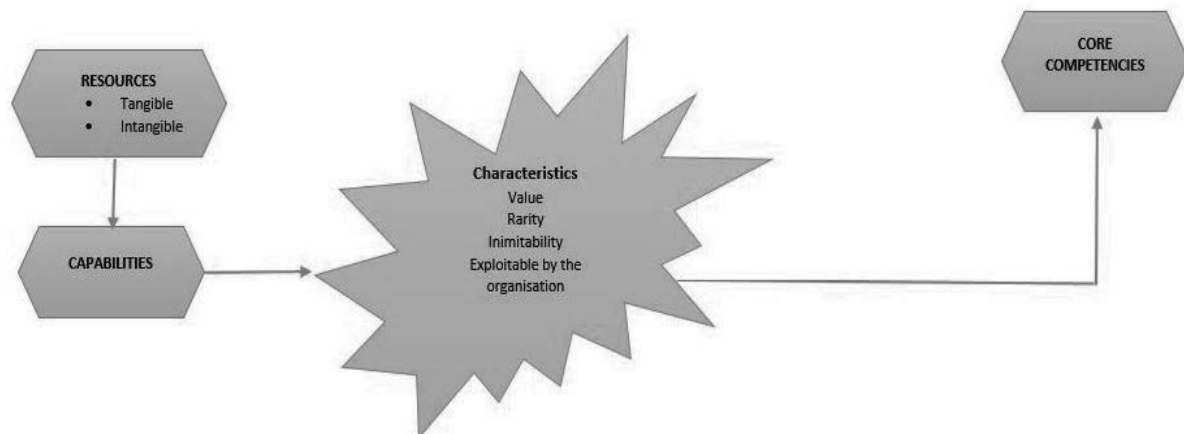 RESOURCES
• Tangible
• Intangible
CAPABILITIES
Characteristics
Value
Rarity
Inimitability
Exploitable by the
organisation
CORE
COMPETENCIES